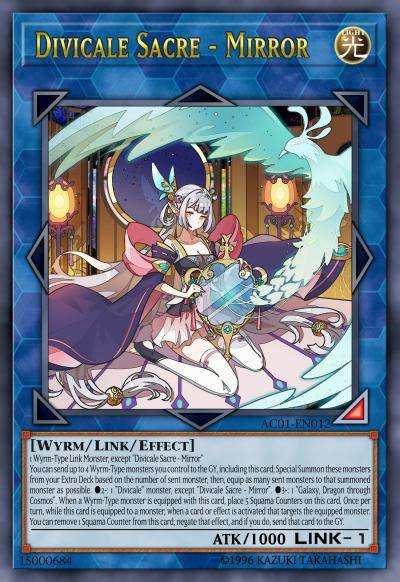 DIVICALE SACRE - MIRROR
LIGHT
光
AC01-EN012
[WYRM/LINK/EFFECT]
1 Wyrm-Type Link Monster, except "Divicale Sacre - Mirror"
You can send up to 4 Wyrm-Type monsters you control to the GY, including this card; Special Summon these monsters
from your Extra Deck based on the number of sent monster, then, equip as many sent monsters to that summoned
monster as possible: ●2-: 1 "Divicale" monster, except "Divicale Sacre - Mirror". ●3-: 1 "Galaxy, Dragon through
Cosmos". When a Wyrm-Type monster is equipped with this card, place 5 Squama Counters on this card. Once per
turn, while this card is equipped to a monster, when a card or effect is activated that targets the equipped monster:
You can remove 1 Squama Counter from this card; negate that effect, and if you do, send that card to the GY.
ATK/1000 LINK-1
15000684 ©1996 KAZUKI TAKAHASHI